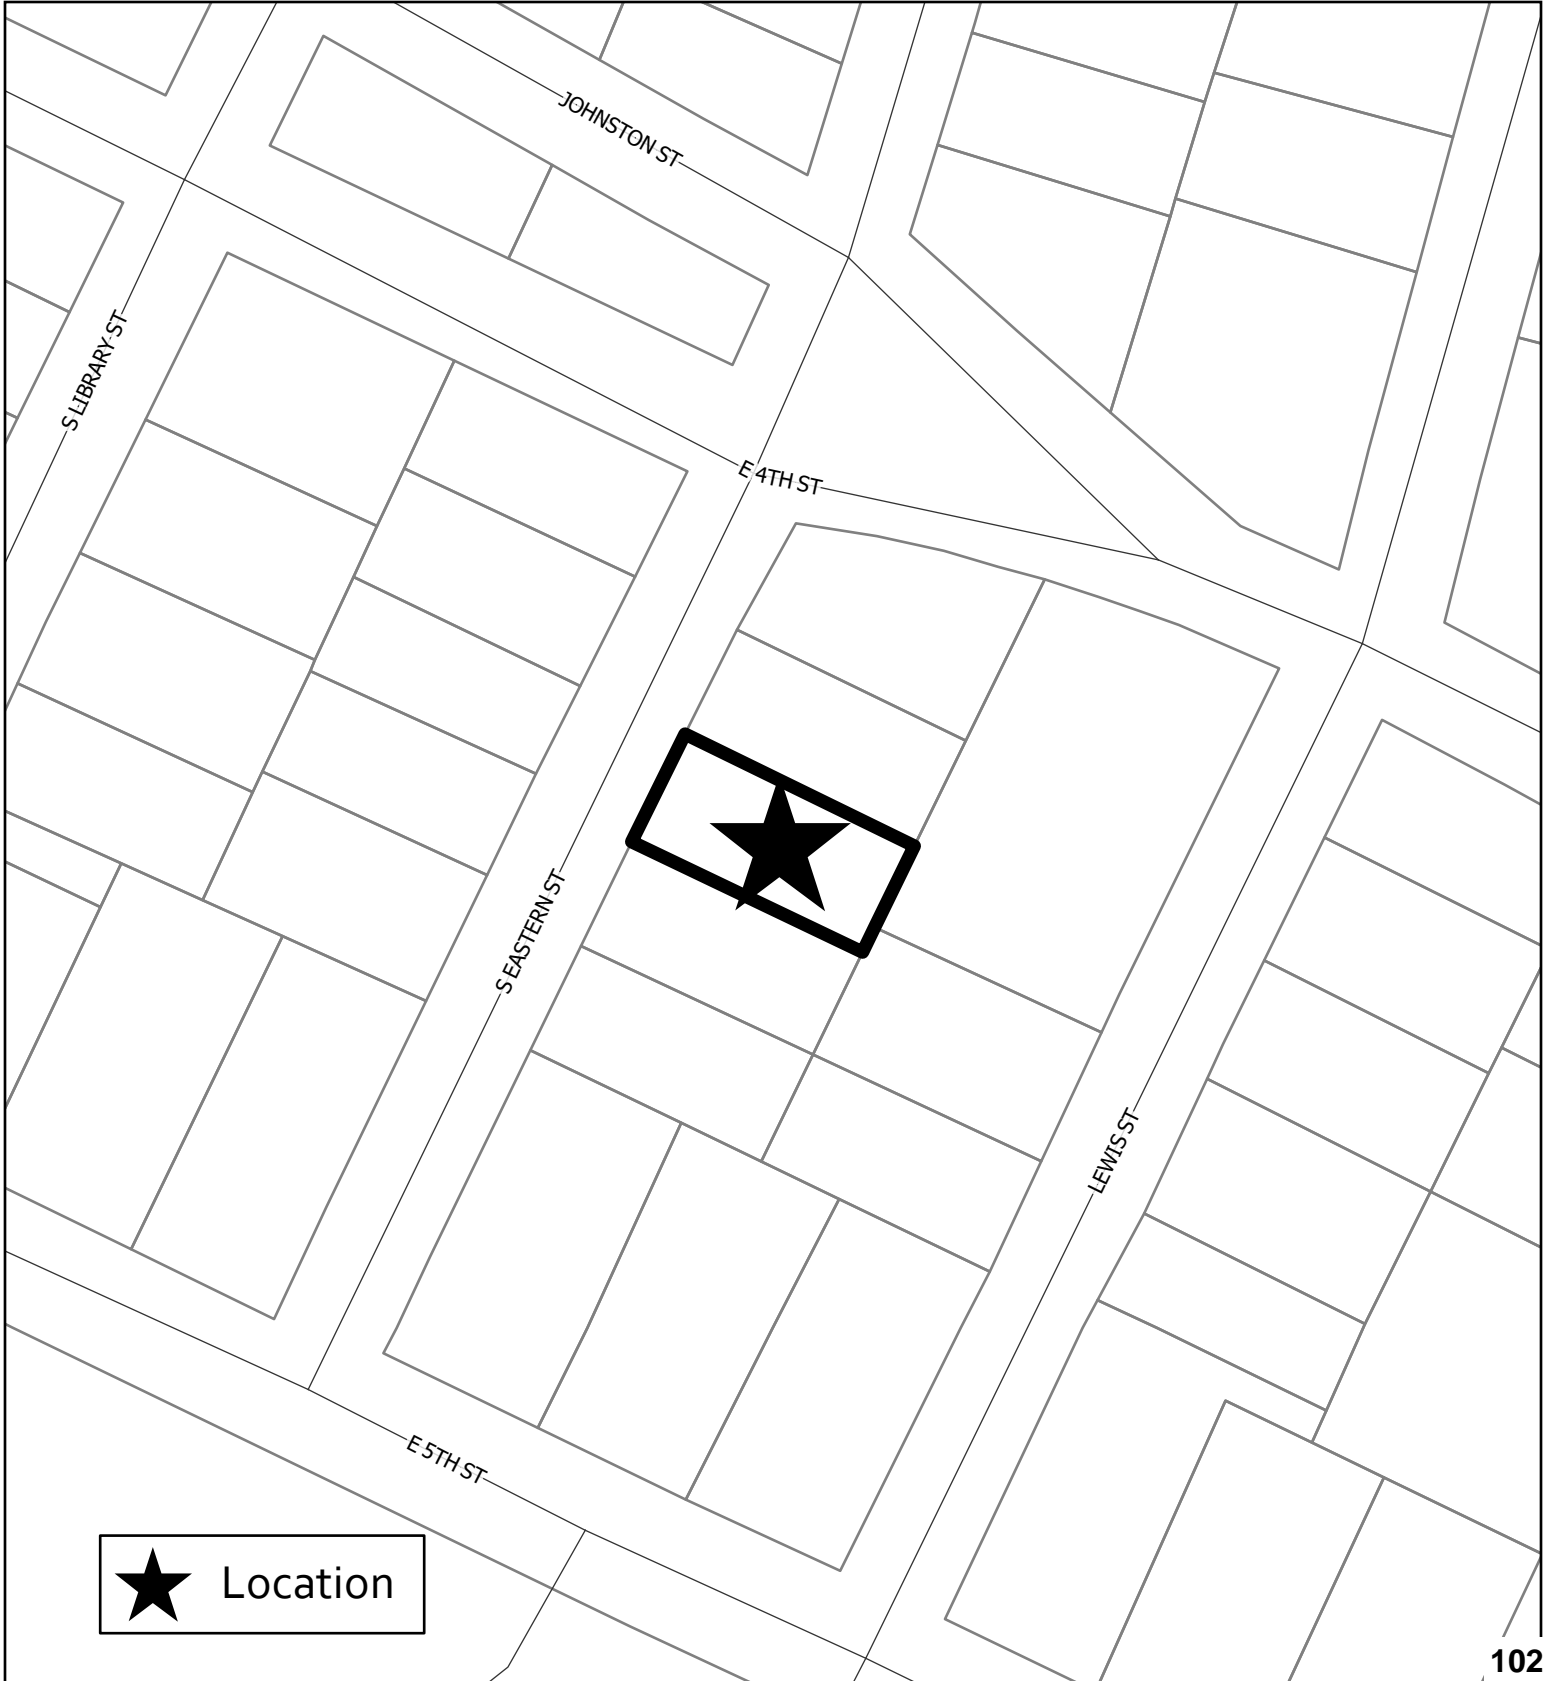 JOHNSTON ST
S LIBRARY ST
E 4TH ST
S EASTERN ST
LEWIS ST
E 5TH ST
Location
102